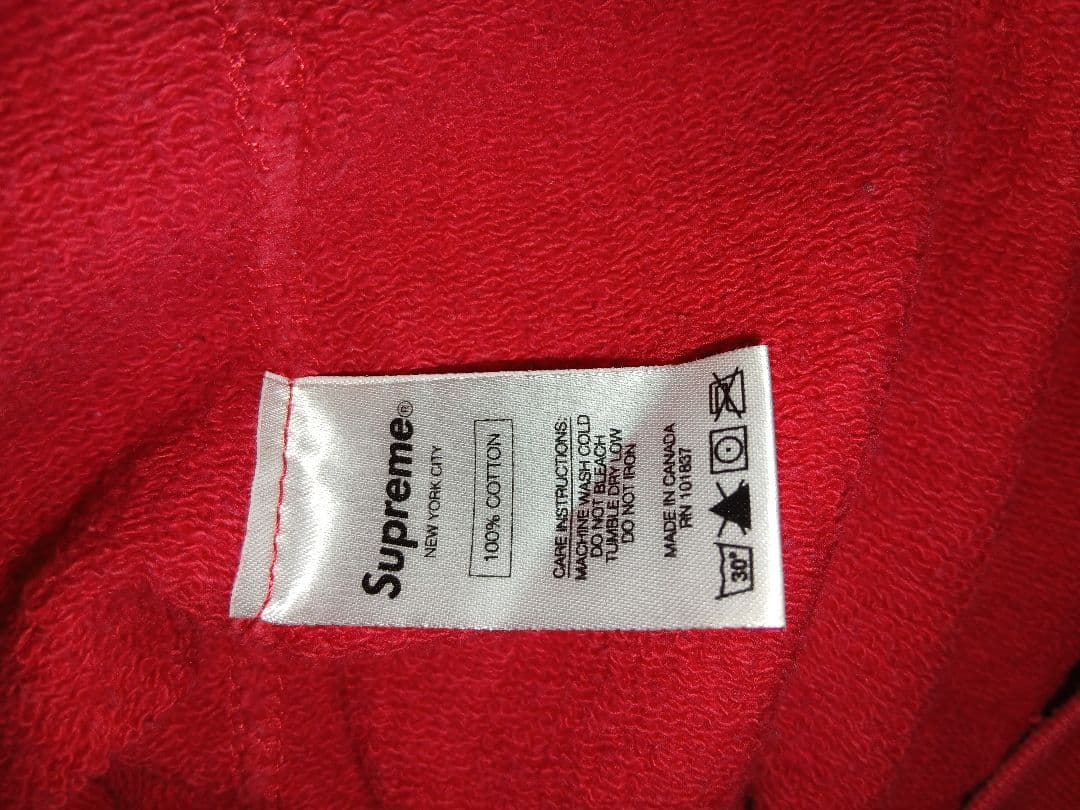 Supreme®
NEW YORK CITY
100% COTTON
CARE INSTRUCTIONS:
MACHINE WASH COLD
DO NOT BLEACH
TUMBLE DRY LOW
DO NOT IRON
MADE IN CANADA
RN 101837
30°